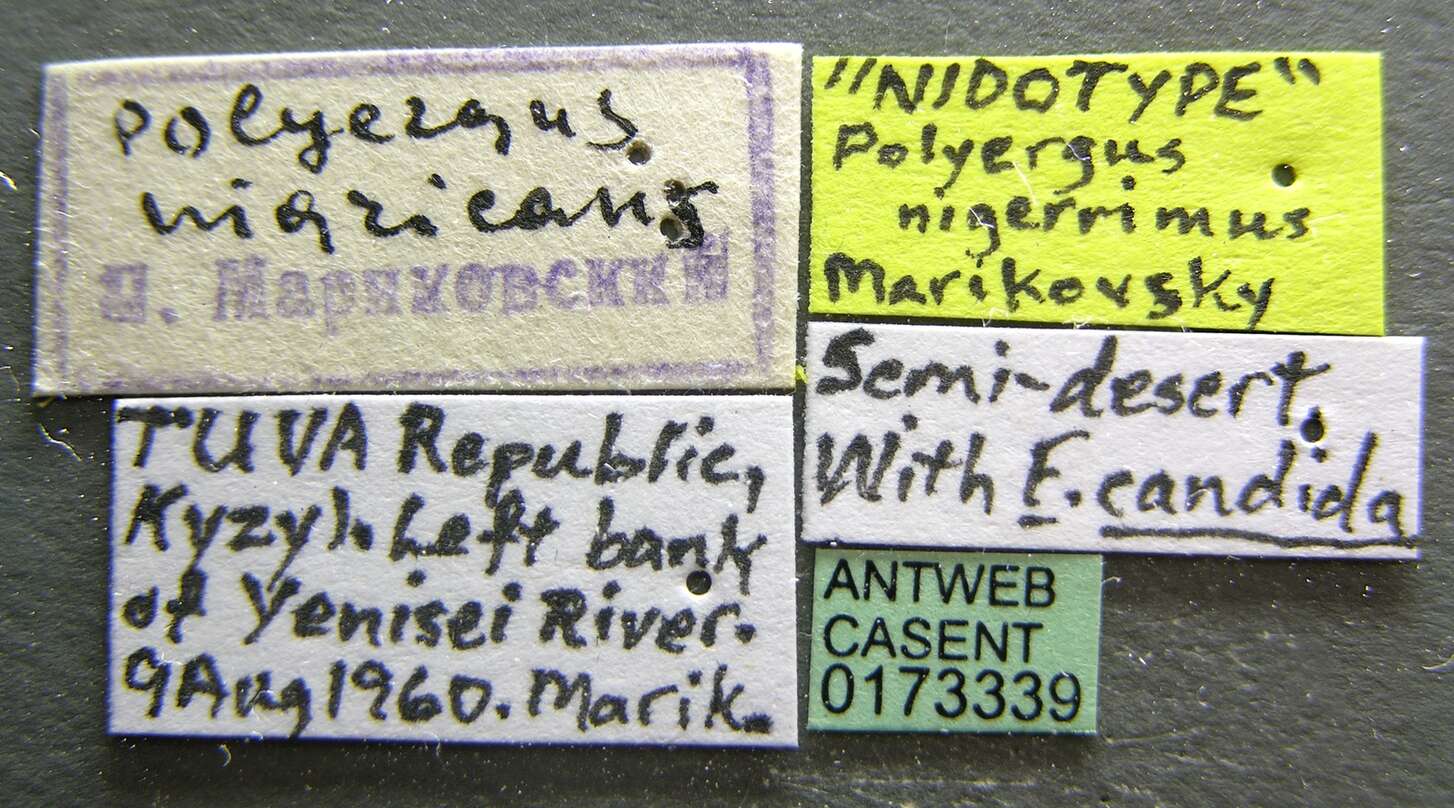 Polyergus
nigricans
П. Мариковский
"NIDOTYPE"
Polyergus
nigerrimus
Marikovsky
TUVA Republic,
Kyzyl. Left bank
of Yenisei River.
9Aug1960. Marik.
Semi-desert.
With F. candida
ANTWEB
CASENT
0173339